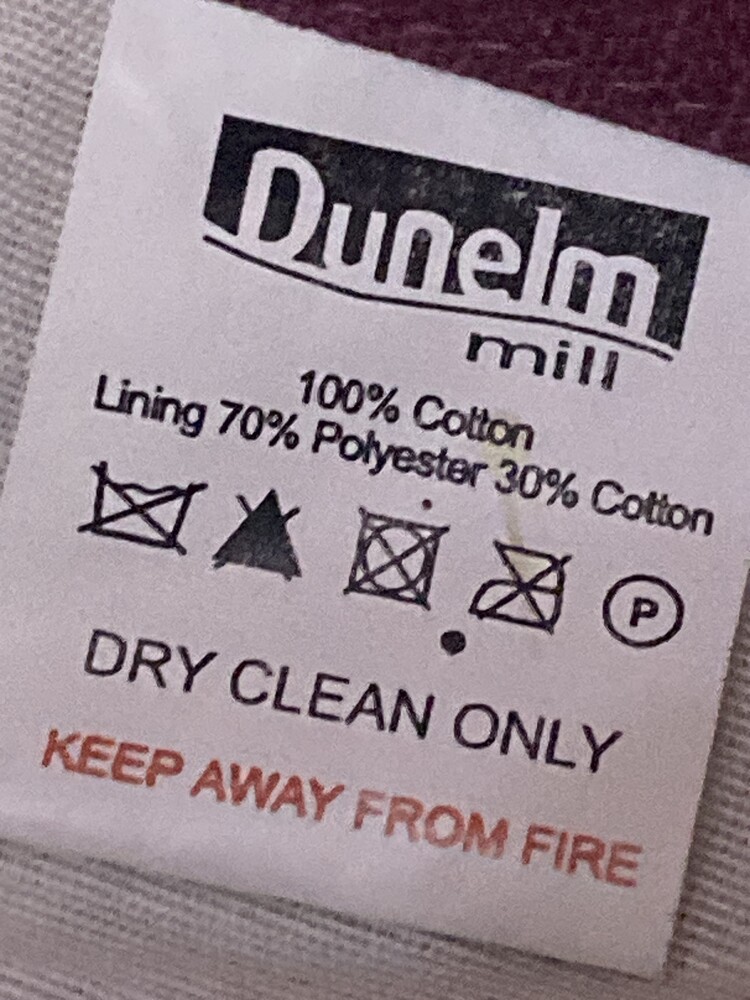 Dunelm
mill
100% Cotton
Lining 70% Polyester 30% Cotton
P
DRY CLEAN ONLY
KEEP AWAY FROM FIRE